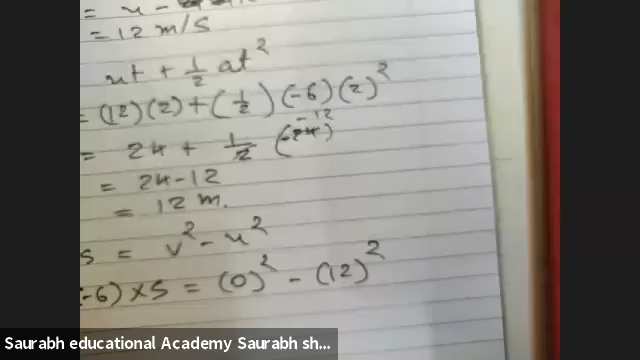 = u -
= 12 m/s
ut + 1/2 at²
= (12)(2) + (1/2)(-6)(2)²
-12
= 24 + 1/2 (-24)
= 24-12
= 12 m.
s = v² - u²
-6) × S = (0)² - (12)²
Saurabh educational Academy Saurabh sh...